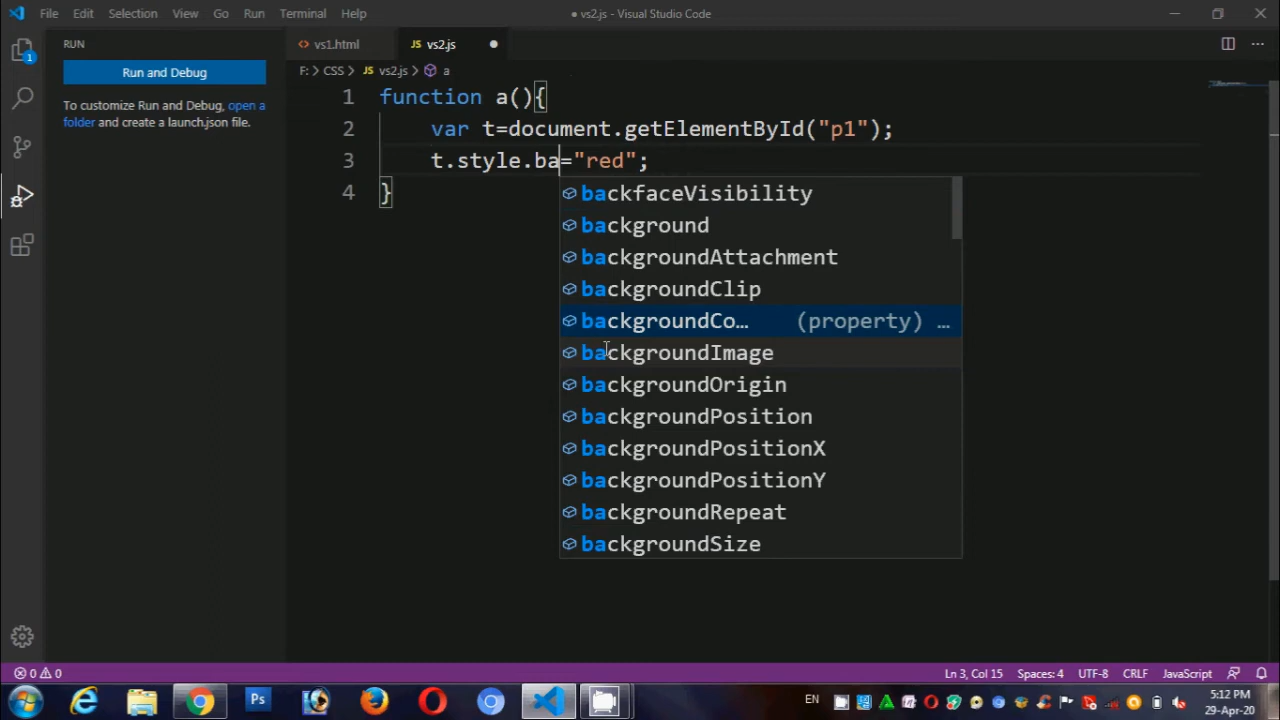 File Edit Selection View Go Run Terminal Help
● vs2.js - Visual Studio Code
RUN
Run and Debug
To customize Run and Debug, open a
folder and create a launch.json file.
<> vs1.html
JS vs2.js ●
F: > CSS > JS vs2.js > a
1 function a(){
2 var t=document.getElementById("p1");
3 t.style.ba="red";
4 }
backfaceVisibility
background
backgroundAttachment
backgroundClip
backgroundCo… (property) …
backgroundImage
backgroundOrigin
backgroundPosition
backgroundPositionX
backgroundPositionY
backgroundRepeat
backgroundSize
1
0 0
Ln 3, Col 15 Spaces: 4 UTF-8 CRLF JavaScript
Ps
EN
5:12 PM
29-Apr-20